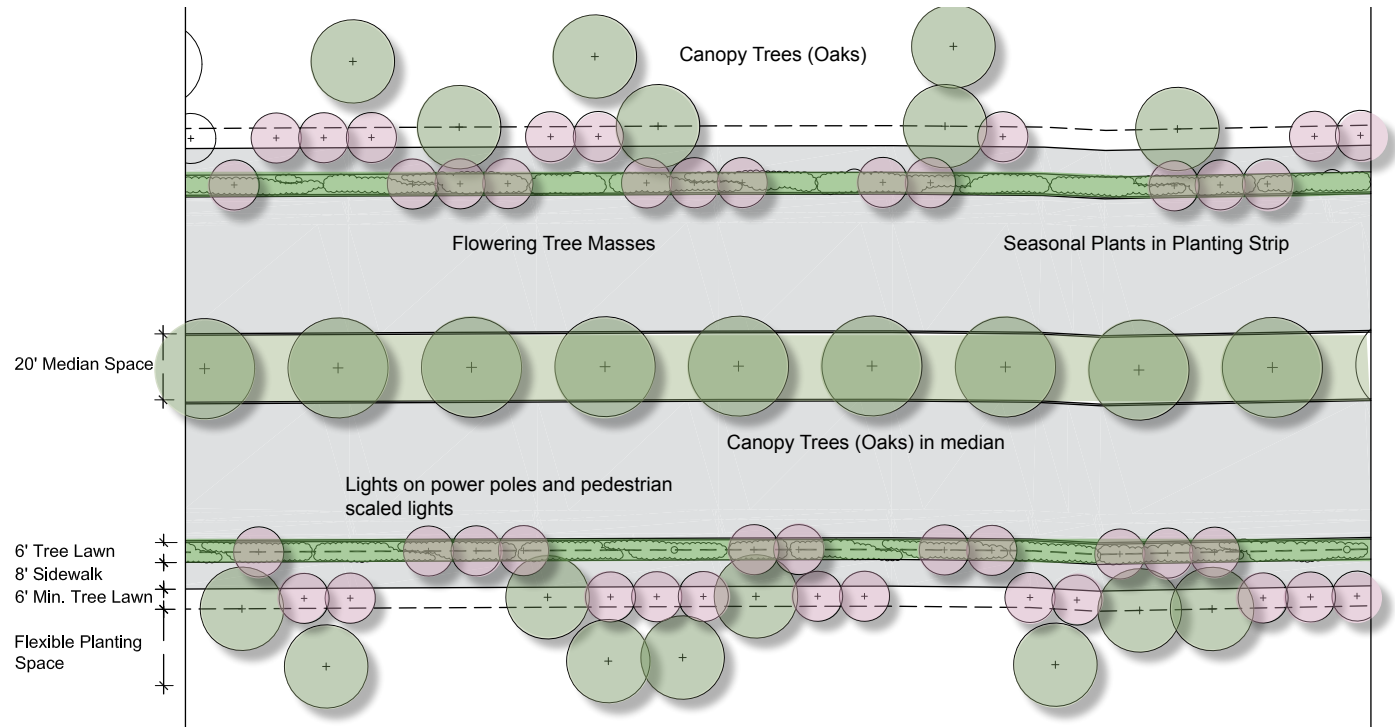 Canopy Trees (Oaks)
Flowering Tree Masses
Seasonal Plants in Planting Strip
20' Median Space
Canopy Trees (Oaks) in median
Lights on power poles and pedestrian
scaled lights
6' Tree Lawn
8' Sidewalk
6' Min. Tree Lawn
Flexible Planting
Space